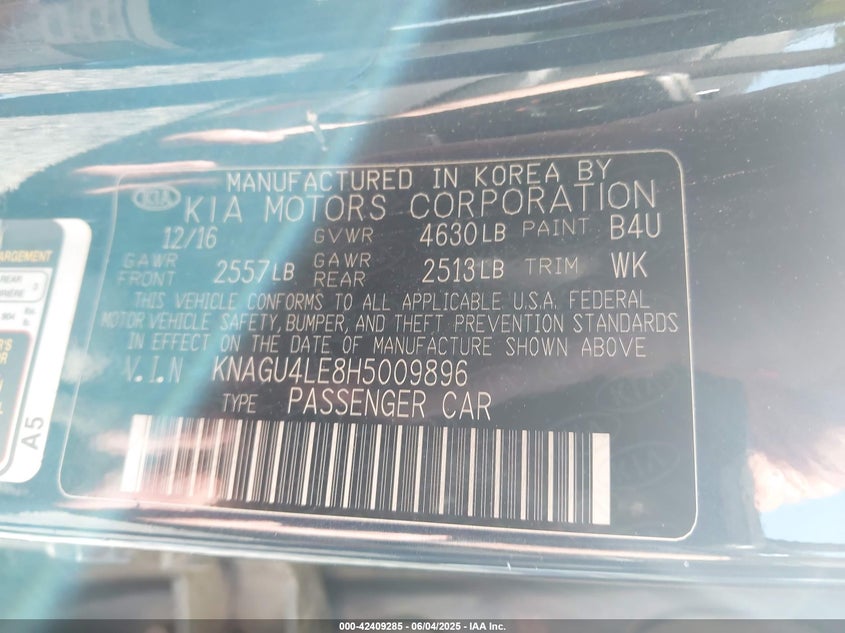 MANUFACTURED IN KOREA BY
KIA KIA MOTORS CORPORATION
12/16 GVWR 4630LB PAINT B4U
GAWR FRONT 2557LB GAWR REAR 2513LB TRIM WK
THIS VEHICLE CONFORMS TO ALL APPLICABLE U.S.A. FEDERAL
MOTOR VEHICLE SAFETY, BUMPER, AND THEFT PREVENTION STANDARDS
IN EFFECT ON THE DATE OF MANUFACTURE SHOWN ABOVE.
V.I.N KNAGU4LE8H5009896
TYPE PASSENGER CAR
KIA
REAR
A5
000-42409285 - 06/04/2025 - IAA Inc.